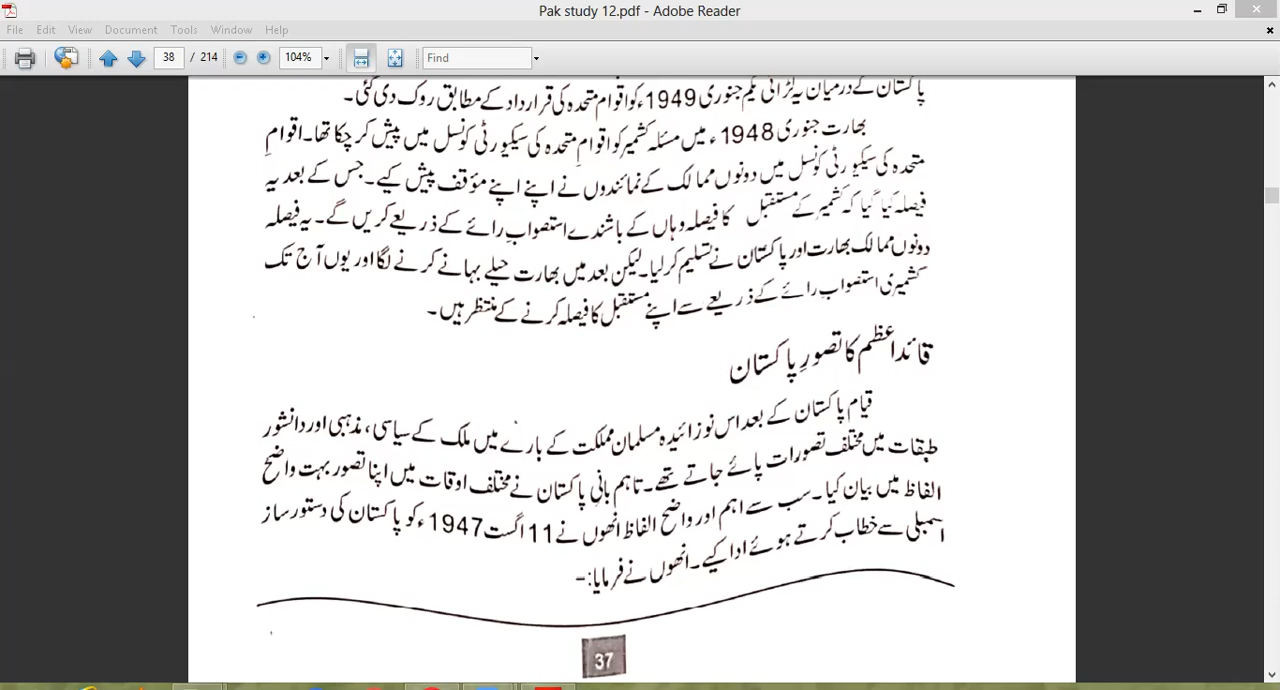 Pak study 12.pdf - Adobe Reader
File Edit View Document Tools Window Help
38 / 214 104% Find
پاکستان کے درمیان یہ لڑائی یکم جنوری 1949ء کو اقوام متحدہ کی قرارداد کے مطابق روک دی گئی۔
بھارت جنوری 1948ء میں مسئلہ کشمیر کو اقوامِ متحدہ کی سیکیورٹی کونسل میں پیش کر چکا تھا۔ اقوامِ
متحدہ کی سیکیورٹی کونسل میں دونوں ممالک کے نمائندوں نے اپنے اپنے مؤقف پیش کیے۔ جس کے بعد یہ
فیصلہ کیا گیا کہ کشمیر کے مستقبل کا فیصلہ وہاں کے باشندے استصوابِ رائے کے ذریعے کریں گے۔ یہ فیصلہ
دونوں ممالک بھارت اور پاکستان نے تسلیم کر لیا۔ لیکن بعد میں بھارت حیلے بہانے کرنے لگا اور یوں آج تک
کشمیری استصوابِ رائے کے ذریعے سے اپنے مستقبل کا فیصلہ کرنے کے منتظر ہیں۔
قائداعظم کا تصورِ پاکستان
قیام پاکستان کے بعد اس نوزائیدہ مسلمان مملکت کے بارے میں ملک کے سیاسی، مذہبی اور دانشور
طبقات میں مختلف تصورات پائے جاتے تھے۔ تاہم بانیِ پاکستان نے مختلف اوقات میں اپنا تصور بہت واضح
الفاظ میں بیان کیا۔ سب سے اہم اور واضح الفاظ انھوں نے 11 اگست 1947ء کو پاکستان کی دستور ساز
اسمبلی سے خطاب کرتے ہوئے ادا کیے۔ انھوں نے فرمایا:-
37